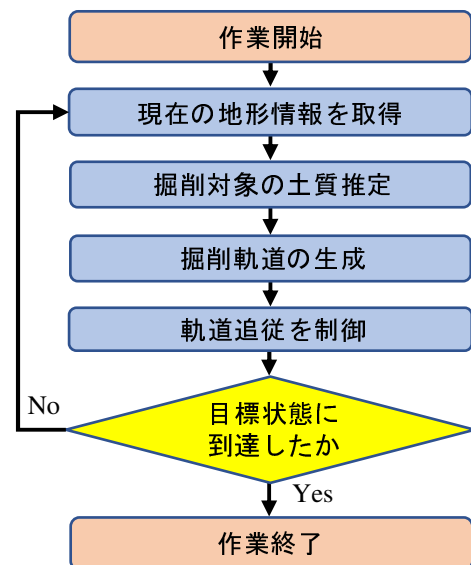 作業開始
現在の地形情報を取得
掘削対象の土質推定
掘削軌道の生成
軌道追従を制御
目標状態に
到達したか
No
Yes
作業終了